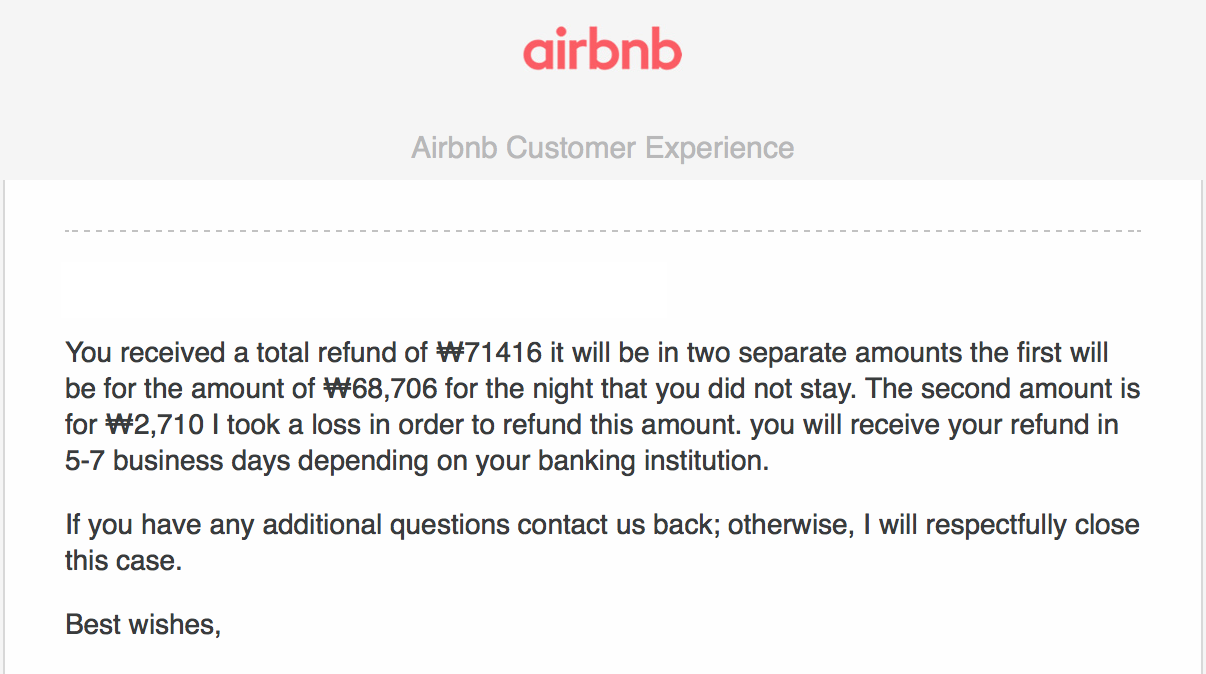 airbnb
Airbnb Customer Experience
You received a total refund of ₩71416 it will be in two separate amounts the first will
be for the amount of ₩68,706 for the night that you did not stay. The second amount is
for ₩2,710 I took a loss in order to refund this amount. you will receive your refund in
5-7 business days depending on your banking institution.
If you have any additional questions contact us back; otherwise, I will respectfully close
this case.
Best wishes,